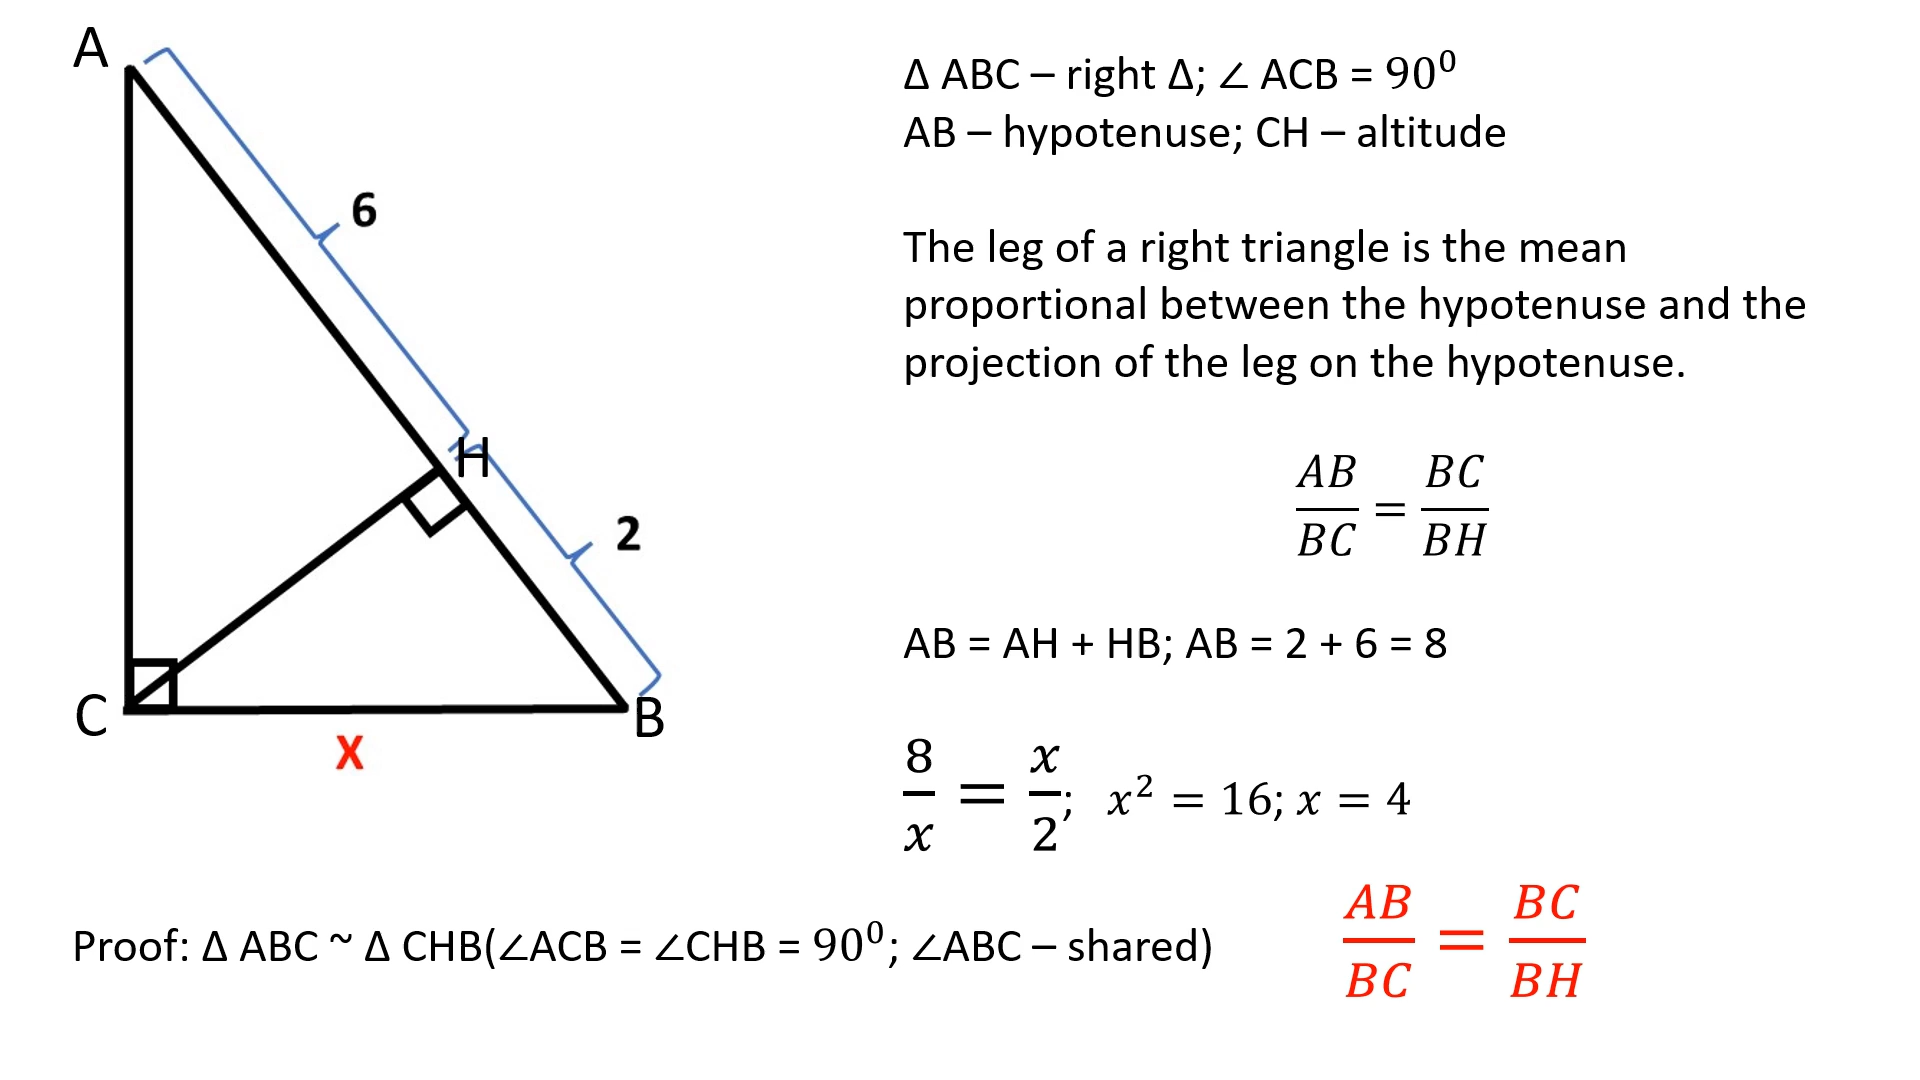 A
6
H
2
C
B
X
Δ ABC – right Δ; ∠ ACB = 90⁰
AB – hypotenuse; CH – altitude
The leg of a right triangle is the mean
proportional between the hypotenuse and the
projection of the leg on the hypotenuse.
AB/BC = BC/BH
AB = AH + HB; AB = 2 + 6 = 8
8/x = x/2; x² = 16; x = 4
Proof: Δ ABC ~ Δ CHB(∠ACB = ∠CHB = 90⁰; ∠ABC – shared)
AB/BC = BC/BH